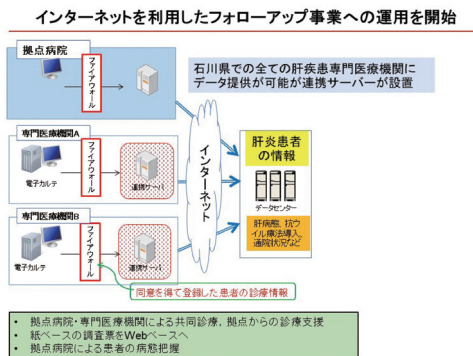 インターネットを利用したフォローアップ事業への運用を開始
拠点病院
ファイアウォール
石川県での全ての肝疾患専門医療機関に
データ提供が可能が連携サーバーが設置
専門医療機関A
ファイアウォール
電子カルテ
連携サーバ
インターネット
肝炎患者
の情報
データセンター
肝病態、抗ウ
イル療法導入、
通院状況など
専門医療機関B
ファイアウォール
電子カルテ
連携サーバ
同意を得て登録した患者の診療情報
• 拠点病院・専門医療機関による共同診療，拠点からの診療支援
• 紙ベースの調査票をWebベースへ
• 拠点病院による患者の病態把握